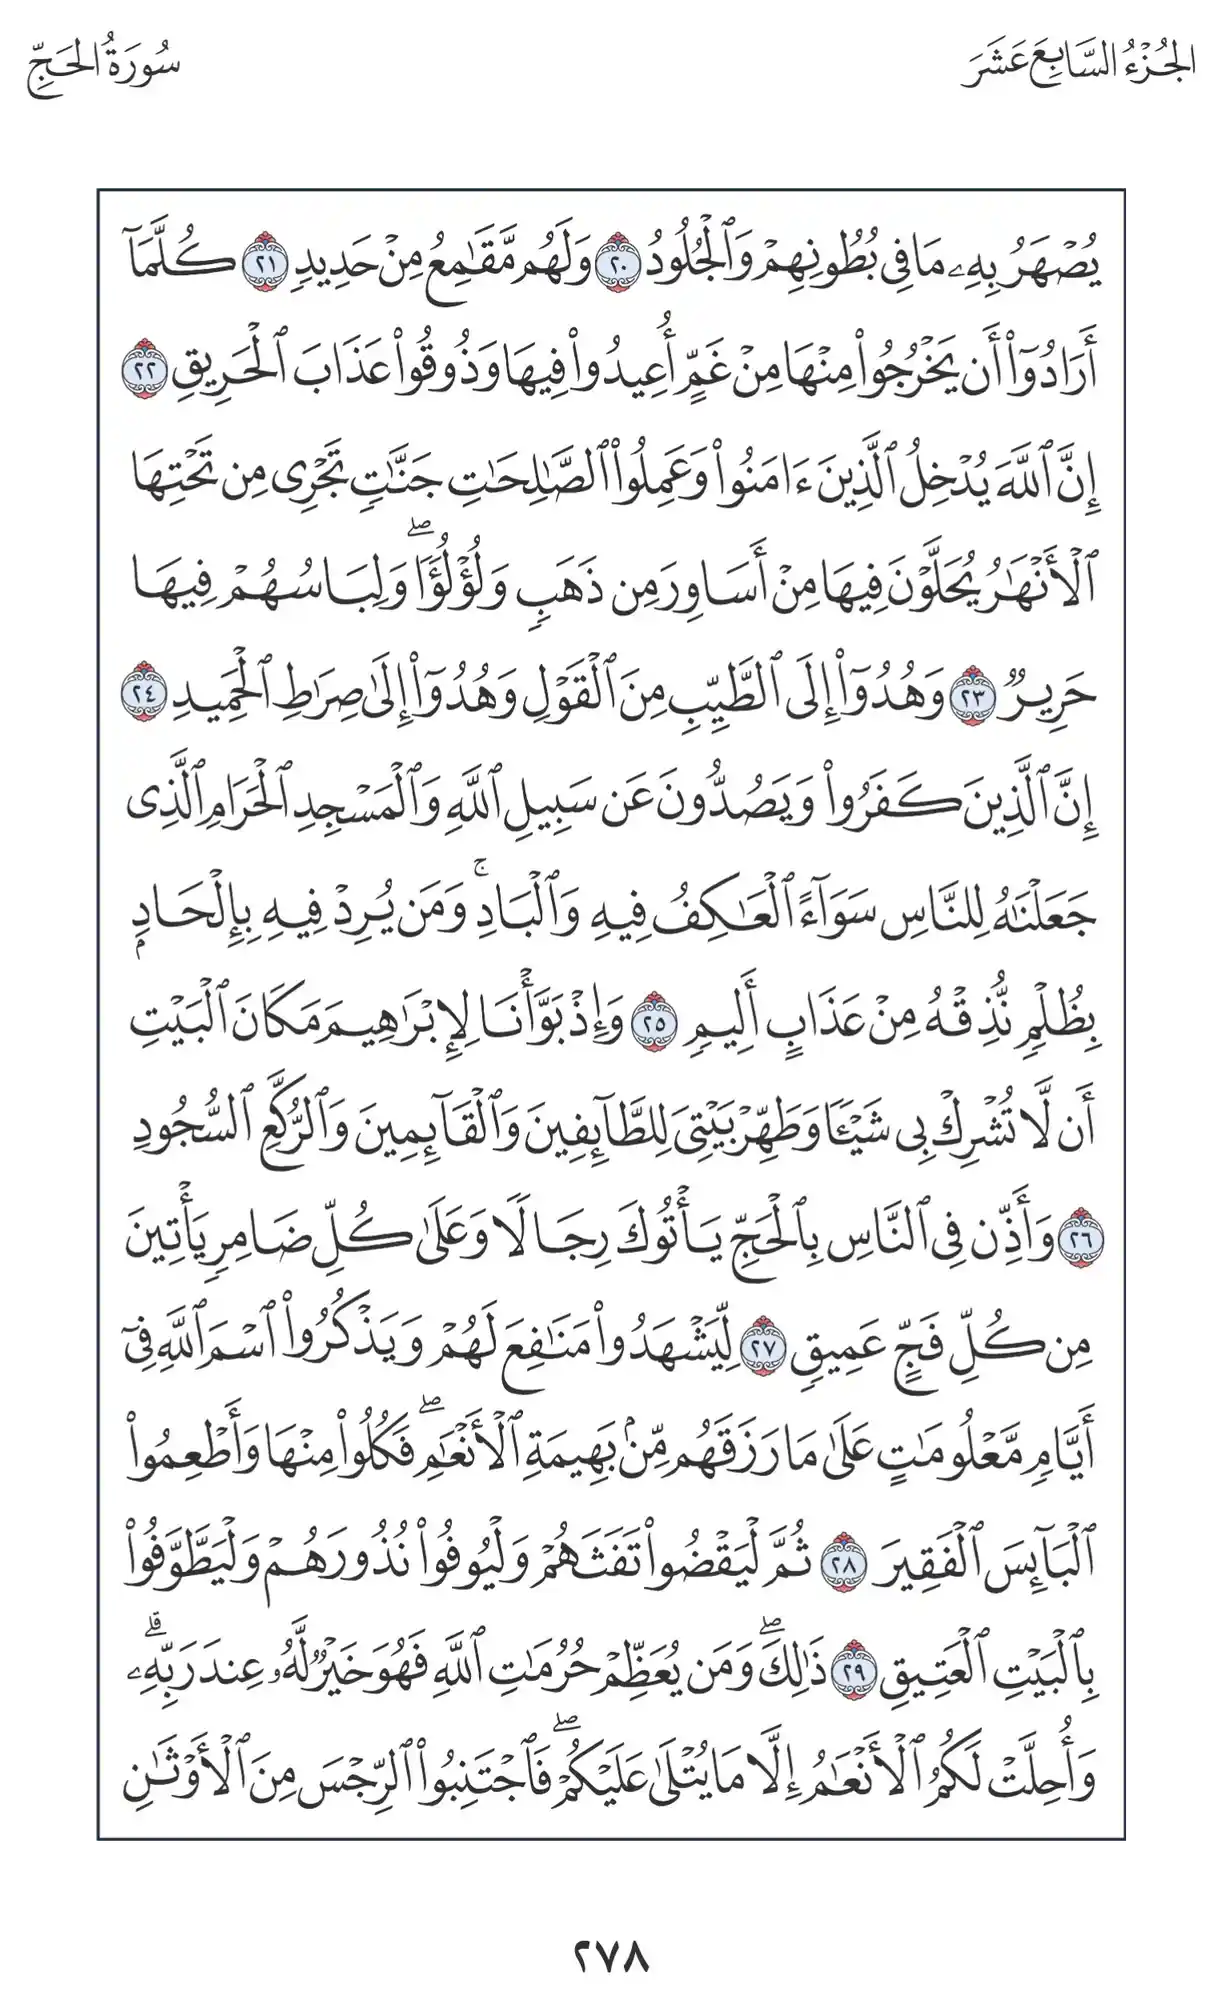 الجُزْءُ السَّابِعَ عَشَرَ
سُورَةُ الحَجِّ
يُصْهَرُ بِهِۦ مَا فِي بُطُونِهِمْ وَٱلْجُلُودُ ٢٠ وَلَهُم مَّقَٰمِعُ مِنْ حَدِيدٍ ٢١ كُلَّمَآ
أَرَادُوٓا۟ أَن يَخْرُجُوا۟ مِنْهَا مِنْ غَمٍّ أُعِيدُوا۟ فِيهَا وَذُوقُوا۟ عَذَابَ ٱلْحَرِيقِ ٢٢
إِنَّ ٱللَّهَ يُدْخِلُ ٱلَّذِينَ ءَامَنُوا۟ وَعَمِلُوا۟ ٱلصَّٰلِحَٰتِ جَنَّٰتٍ تَجْرِى مِن تَحْتِهَا
ٱلْأَنْهَٰرُ يُحَلَّوْنَ فِيهَا مِنْ أَسَاوِرَ مِن ذَهَبٍ وَلُؤْلُؤًا ۖ وَلِبَاسُهُمْ فِيهَا
حَرِيرٌ ٢٣ وَهُدُوٓا۟ إِلَى ٱلطَّيِّبِ مِنَ ٱلْقَوْلِ وَهُدُوٓا۟ إِلَىٰ صِرَٰطِ ٱلْحَمِيدِ ٢٤
إِنَّ ٱلَّذِينَ كَفَرُوا۟ وَيَصُدُّونَ عَن سَبِيلِ ٱللَّهِ وَٱلْمَسْجِدِ ٱلْحَرَامِ ٱلَّذِى
جَعَلْنَٰهُ لِلنَّاسِ سَوَآءً ٱلْعَٰكِفُ فِيهِ وَٱلْبَادِ ۚ وَمَن يُرِدْ فِيهِ بِإِلْحَادٍۭ
بِظُلْمٍ نُّذِقْهُ مِنْ عَذَابٍ أَلِيمٍ ٢٥ وَإِذْ بَوَّأْنَا لِإِبْرَٰهِيمَ مَكَانَ ٱلْبَيْتِ
أَن لَّا تُشْرِكْ بِى شَيْـًٔا وَطَهِّرْ بَيْتِىَ لِلطَّآئِفِينَ وَٱلْقَآئِمِينَ وَٱلرُّكَّعِ ٱلسُّجُودِ
٢٦ وَأَذِّن فِى ٱلنَّاسِ بِٱلْحَجِّ يَأْتُوكَ رِجَالًا وَعَلَىٰ كُلِّ ضَامِرٍ يَأْتِينَ
مِن كُلِّ فَجٍّ عَمِيقٍ ٢٧ لِّيَشْهَدُوا۟ مَنَٰفِعَ لَهُمْ وَيَذْكُرُوا۟ ٱسْمَ ٱللَّهِ فِىٓ
أَيَّامٍ مَّعْلُومَٰتٍ عَلَىٰ مَا رَزَقَهُم مِّنۢ بَهِيمَةِ ٱلْأَنْعَٰمِ ۖ فَكُلُوا۟ مِنْهَا وَأَطْعِمُوا۟
ٱلْبَآئِسَ ٱلْفَقِيرَ ٢٨ ثُمَّ لْيَقْضُوا۟ تَفَثَهُمْ وَلْيُوفُوا۟ نُذُورَهُمْ وَلْيَطَّوَّفُوا۟
بِٱلْبَيْتِ ٱلْعَتِيقِ ٢٩ ذَٰلِكَ ۖ وَمَن يُعَظِّمْ حُرُمَٰتِ ٱللَّهِ فَهُوَ خَيْرٌ لَّهُۥ عِندَ رَبِّهِۦ ۗ
وَأُحِلَّتْ لَكُمُ ٱلْأَنْعَٰمُ إِلَّا مَا يُتْلَىٰ عَلَيْكُمْ ۖ فَٱجْتَنِبُوا۟ ٱلرِّجْسَ مِنَ ٱلْأَوْثَٰنِ
٢٧٨